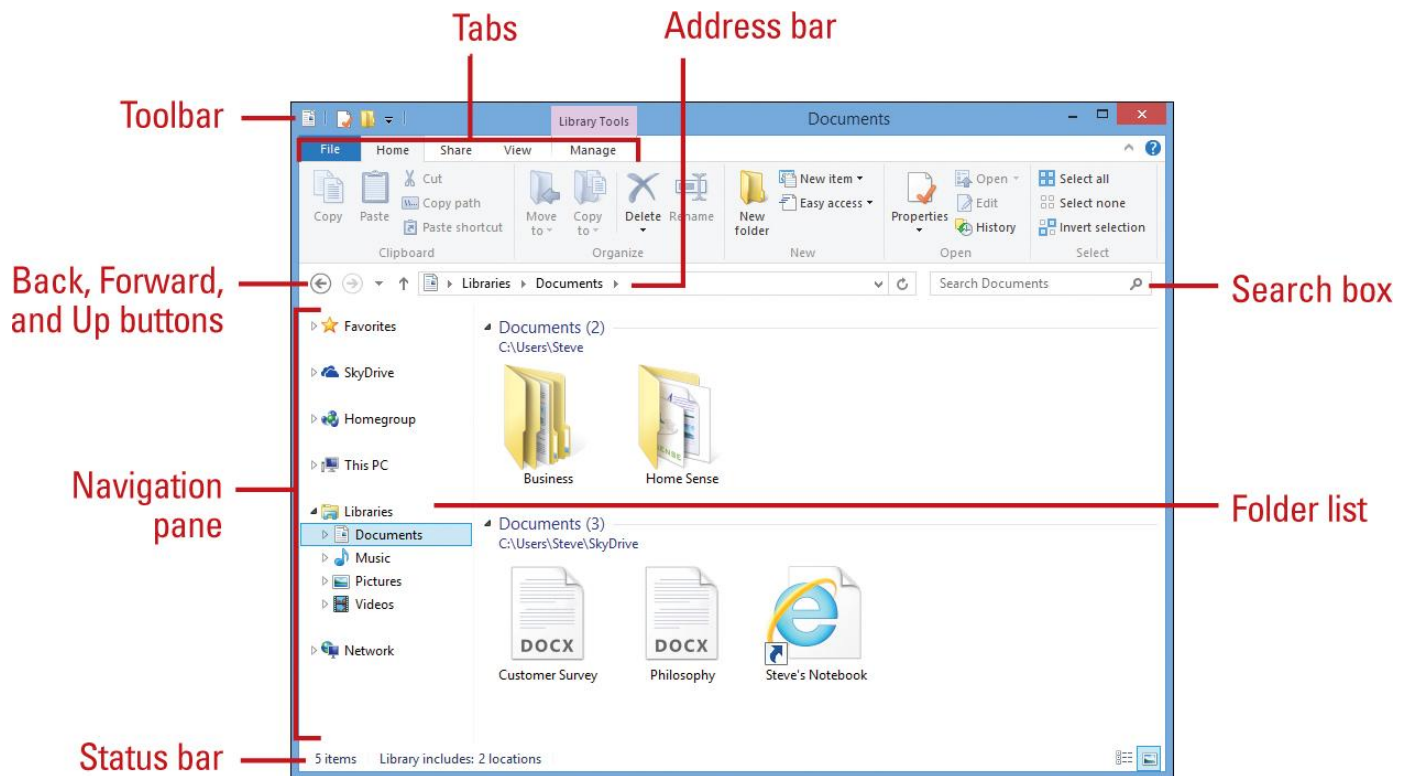 Tabs
Address bar
Toolbar
Library Tools
Documents
File Home Share View Manage
Copy
Paste
Cut
Copy path
Paste shortcut
Clipboard
Move to
Copy to
Delete
Rename
Organize
New folder
New item
Easy access
New
Properties
Open
Edit
History
Open
Select all
Select none
Invert selection
Select
Back, Forward,
and Up buttons
Libraries Documents
Search Documents
Search box
Navigation
pane
Favorites
SkyDrive
Homegroup
This PC
Libraries
Documents
Music
Pictures
Videos
Network
Documents (2)
C:\Users\Steve
SENSE
Business
Home Sense
Folder list
Documents (3)
C:\Users\Steve\SkyDrive
DOCX
DOCX
Customer Survey
Philosophy
Steve's Notebook
Status bar
5 items Library includes: 2 locations